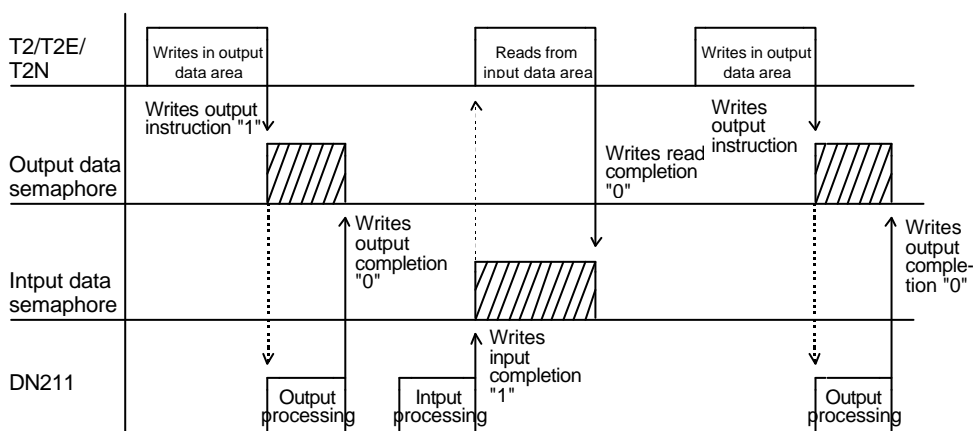 T2/T2E/
T2N
Writes in output
data area
Reads from
input data area
Writes in output
data area
Writes output
instruction "1"
Writes
output
instruction
Output data
semaphore
Writes read
completion
"0"
Writes
output
completion
"0"
Writes
output
comple-
tion "0"
Intput data
semaphore
Writes
input
completion
"1"
DN211
Output
processing
Intput
processing
Output
processing